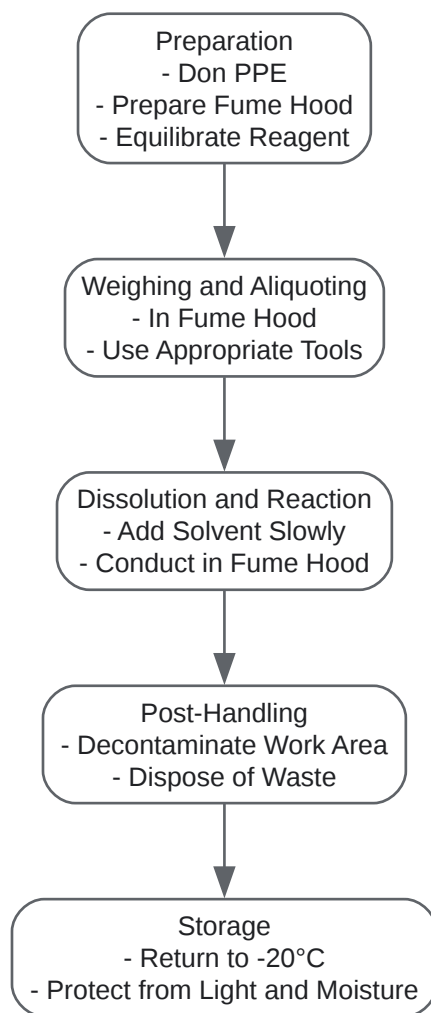 Preparation
- Don PPE
- Prepare Fume Hood
- Equilibrate Reagent
Weighing and Aliquoting
- In Fume Hood
- Use Appropriate Tools
Dissolution and Reaction
- Add Solvent Slowly
- Conduct in Fume Hood
Post-Handling
- Decontaminate Work Area
- Dispose of Waste
Storage
- Return to -20°C
- Protect from Light and Moisture